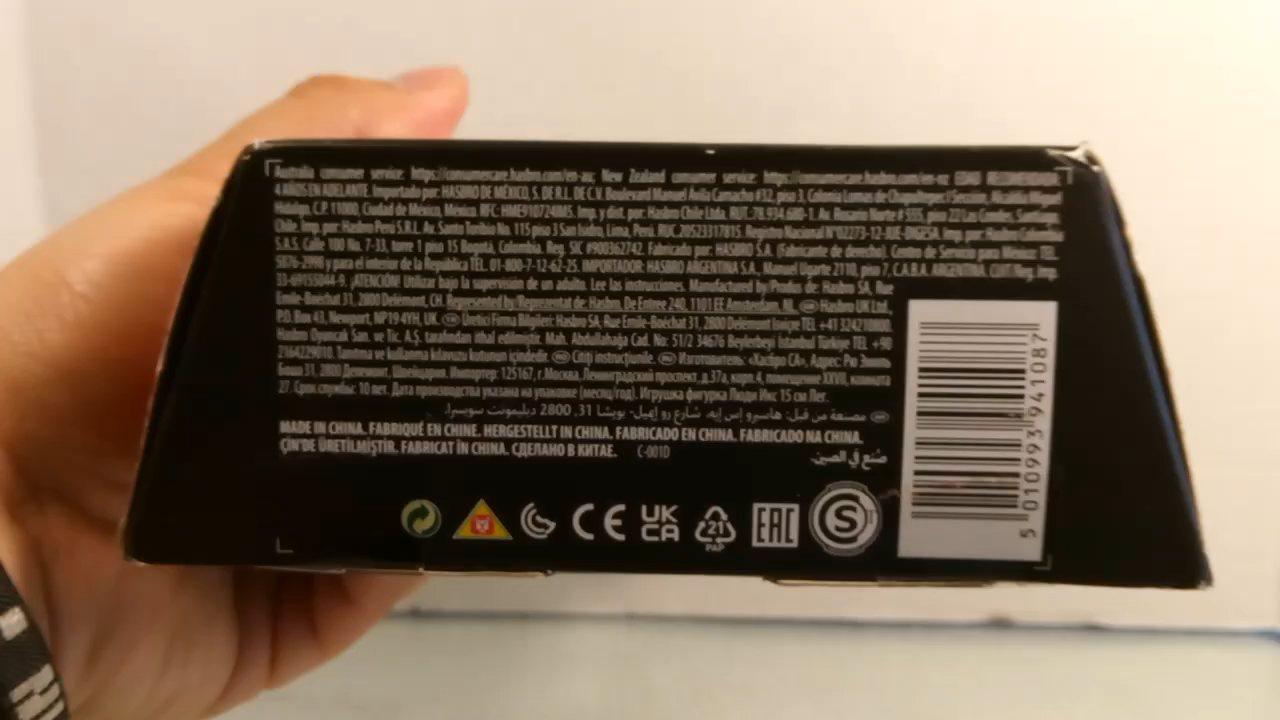 Australia consumer service: https://consumercare.hasbro.com/en-au; New Zealand consumer service: https://consumercare.hasbro.com/en-nz EDAD
4 AÑOS EN ADELANTE. Importado por: HASBRO DE MÉXICO, S. DE R.L. DE C.V. Boulevard Manuel Ávila Camacho #32, piso 3, Colonia Lomas de Chapultepec I Sección, Alcaldía Miguel
Hidalgo, C.P. 11000, Ciudad de México, México. RFC: HME910724 Imp. y dist. por: Hasbro Chile Ltda. RUT: 78.934.680-1. Av. Rosario Norte # 555, piso Las Condes, Santiago,
Chile. Imp. por: Hasbro Perú S.R.L. Av. Santo Toribio No. 115 piso 3 San Isidro, Lima, Perú. RUC 20523317815. Registro Nacional N°02273-12-JUE-DIGESA. Imp. por: Hasbro Colombia
S.A.S. Calle 100 No. 7-33, torre 1 piso 15 Bogotá, Colombia. Reg. SIC #900362742. Fabricado por: HASBRO S.A. (Fabricante de derecho). Centro de Servicio para México: TEL.
5876-2998 y para el interior de la República TEL. 01-800-7-12-62-25. IMPORTADOR: HASBRO ARGENTINA S.A., Manuel Ugarte 2110, piso 7, C.A.B.A. ARGENTINA. CUIT/Reg. Imp.
33-69155044-9. ¡ATENCIÓN! Utilizar bajo la supervisión de un adulto. Lee las instrucciones. Manufactured by/Produs de: Hasbro SA, Rue
Emile-Boéchat 31, 2800 Delémont, CH. Represented by/Reprezentat de: Hasbro, De Entree 240, 1101 EE Amsterdam, NL. Hasbro UK Ltd.,
P.O. Box 43, Newport, NP19 4YH, UK. Üretici Firma Bilgileri: Hasbro SA, Rue Emile-Boéchat 31, 2800 Delémont İsviçre TEL +41 324210800.
Hasbro Oyuncak San. ve Tic. A.Ş. tarafından ithal edilmiştir. Mah. Abdullahağa Cad. No: 51/2 34676 Beylerbeyi İstanbul Türkiye TEL +90
2164229010. Tanıtma ve kullanma kılavuzu kutunun içindedir. Citiți instrucțiunile. Изготовитель: «Хасбро СА», Адрес: Рю Эмиль
Боша 31, 2800 Делемонт, Швейцария. Импортер: 125167, г.Москва, Ленинградский проспект, д.37а, корп.4, помещение XXVII, комната
27. Срок службы: 10 лет. Дата производства указана на упаковке (месяц/год). Игрушка фигурка Люди Икс 15 см Лег.
مصنعة من قبل: هاسبرو إس إيه، شارع رو إميل- بويشا 31، 2800 ديليمونت سويسرا.
MADE IN CHINA. FABRIQUÉ EN CHINE. HERGESTELLT IN CHINA. FABRICADO EN CHINA. FABRICADO NA CHINA.
ÇİN'DE ÜRETİLMİŞTİR. FABRICAT ÎN CHINA. СДЕЛАНО В КИТАЕ. C-001D
صُنع في الصين.
CE UK CA 21 PAP EAC S
5 010993 941087